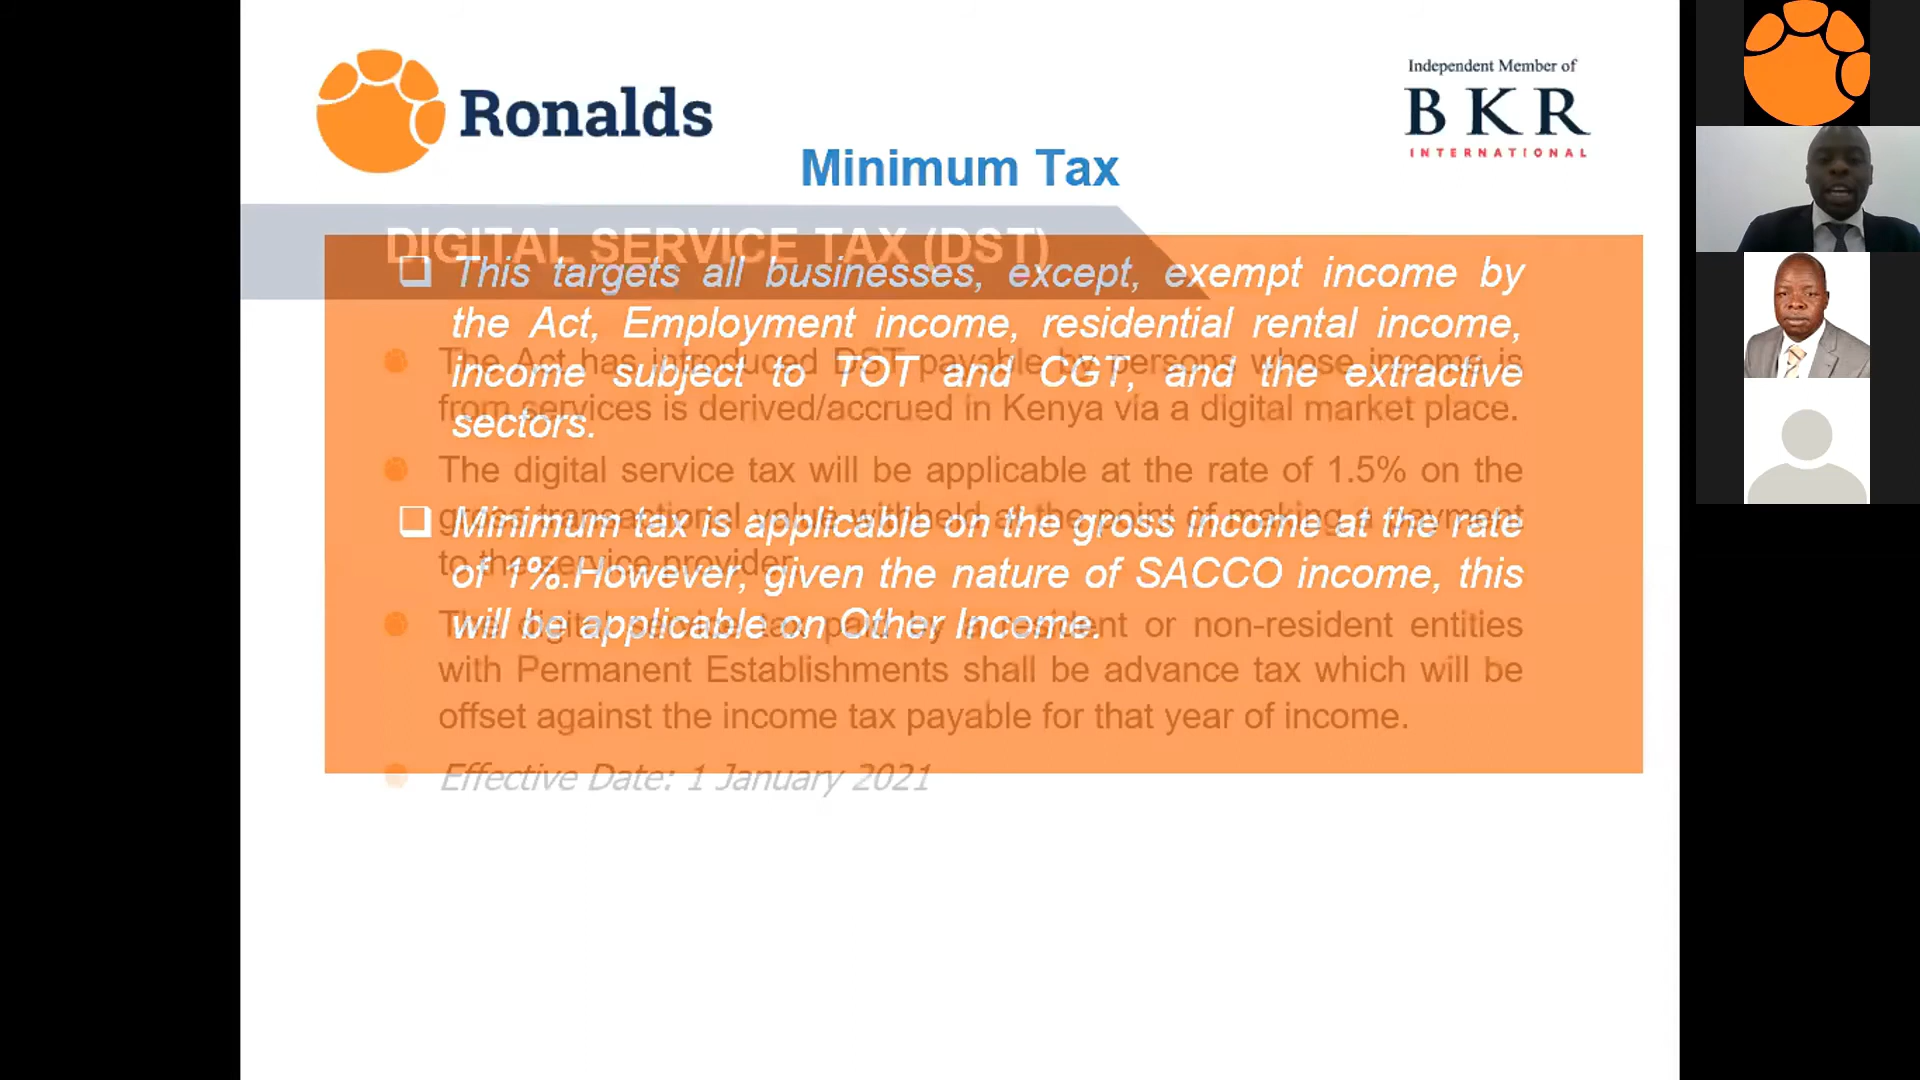 Ronalds
Independent Member of
BKR
INTERNATIONAL
Minimum Tax
DIGITAL SERVICE TAX (DST)
❑ This targets all businesses, except, exempt income by
the Act, Employment income, residential rental income,
income subject to TOT and CGT, and the extractive
sectors.
❑ Minimum tax is applicable on the gross income at the rate
of 1%.However, given the nature of SACCO income, this
will be applicable on Other Income.
The Act has introduced DST payable by persons whose income is
from services is derived/accrued in Kenya via a digital market place.
The digital service tax will be applicable at the rate of 1.5% on the
gross transactional value withheld at the point of making a payment
to the service provider
The digital service tax paid by a resident or non-resident entities
with Permanent Establishments shall be advance tax which will be
offset against the income tax payable for that year of income.
Effective Date: 1 January 2021